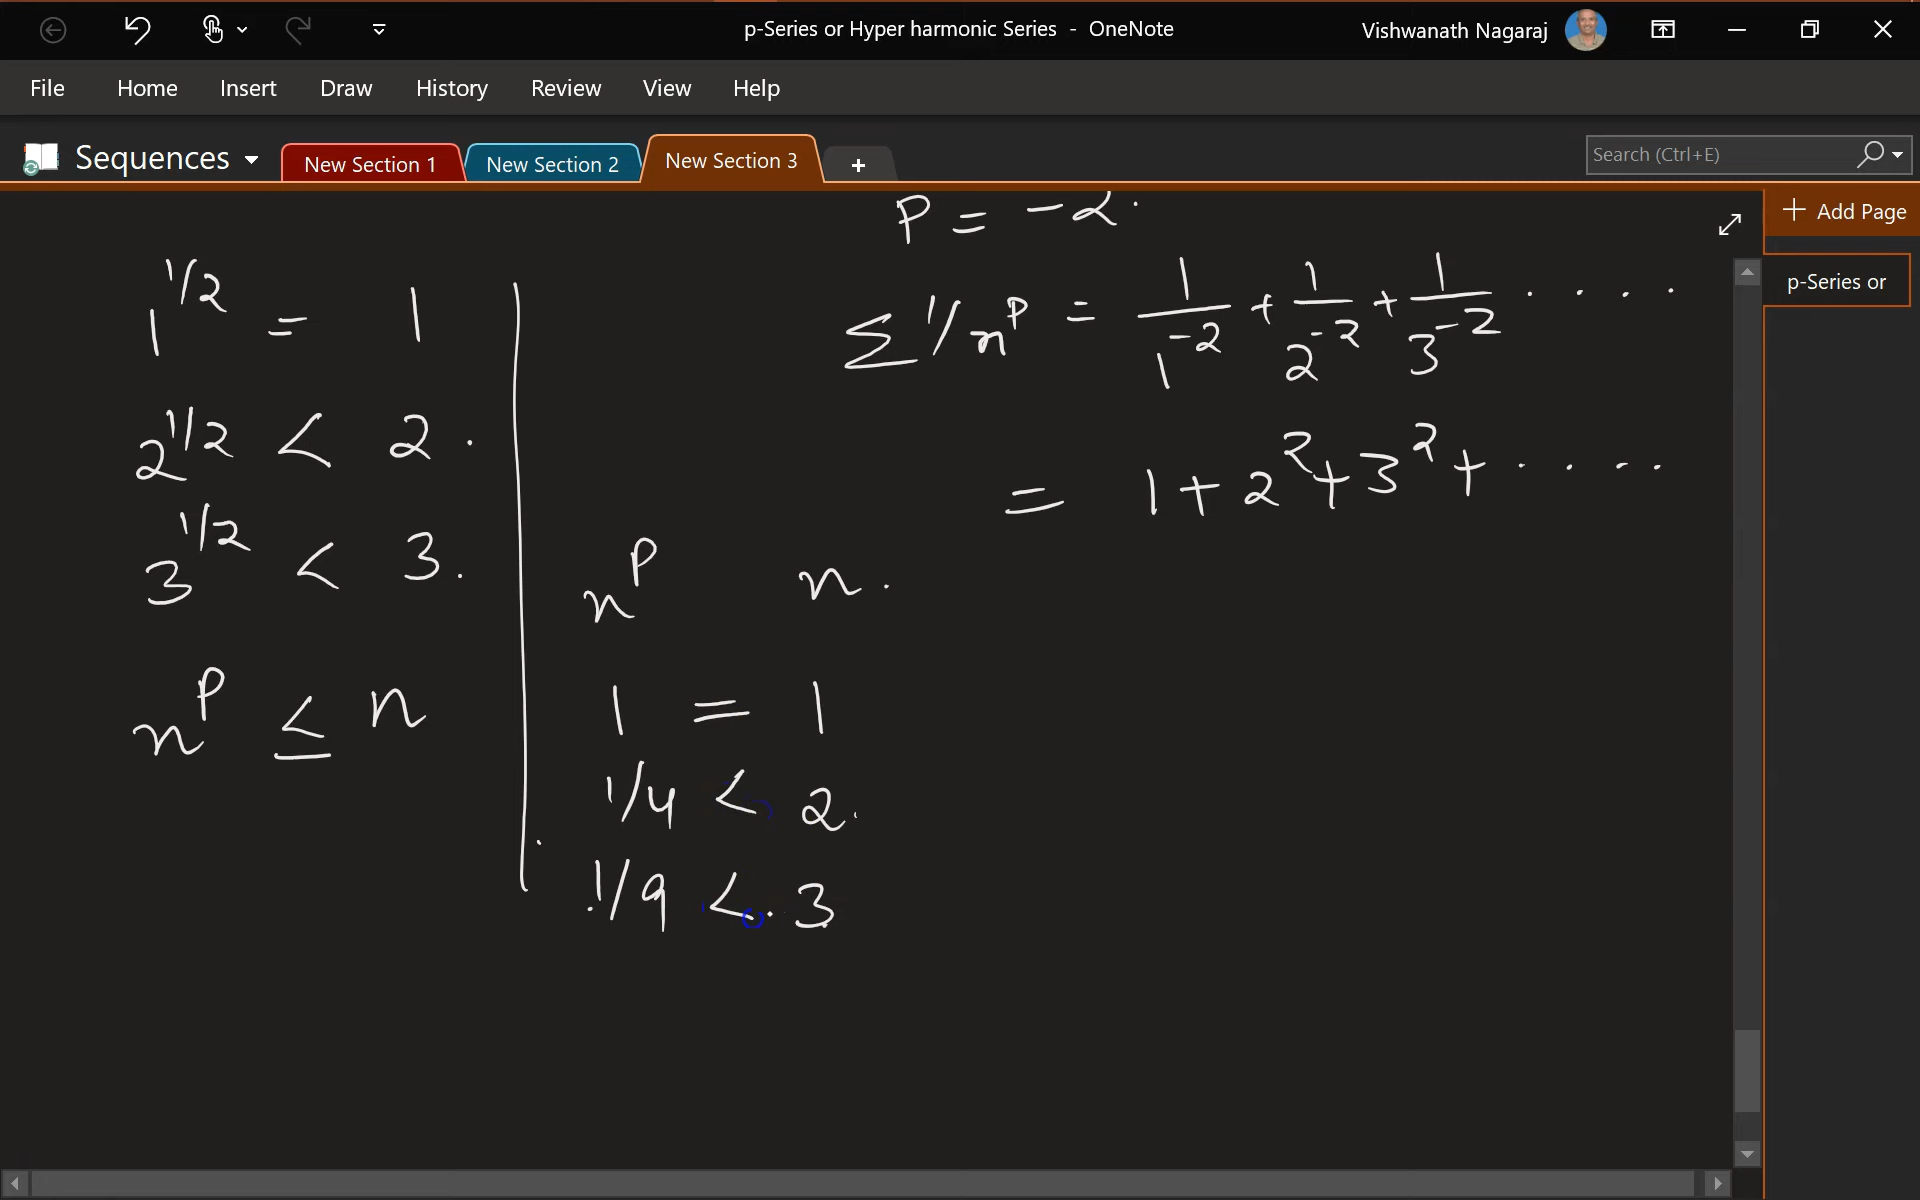 p-Series or Hyper harmonic Series - OneNote
Vishwanath Nagaraj
File Home Insert Draw History Review View Help
Sequences
New Section 1 New Section 2 New Section 3 +
Search (Ctrl+E)
+ Add Page
p-Series or
P = -2.
1^{1/2} = 1
2^{1/2} < 2.
3^{1/2} < 3.
n^P ≤ n
∑ 1/n^P = 1/1^{-2} + 1/2^{-2} + 1/3^{-2} ....
= 1 + 2^2 + 3^2 + ....
n^P n.
1 = 1
1/4 < 2.
1/9 < 3